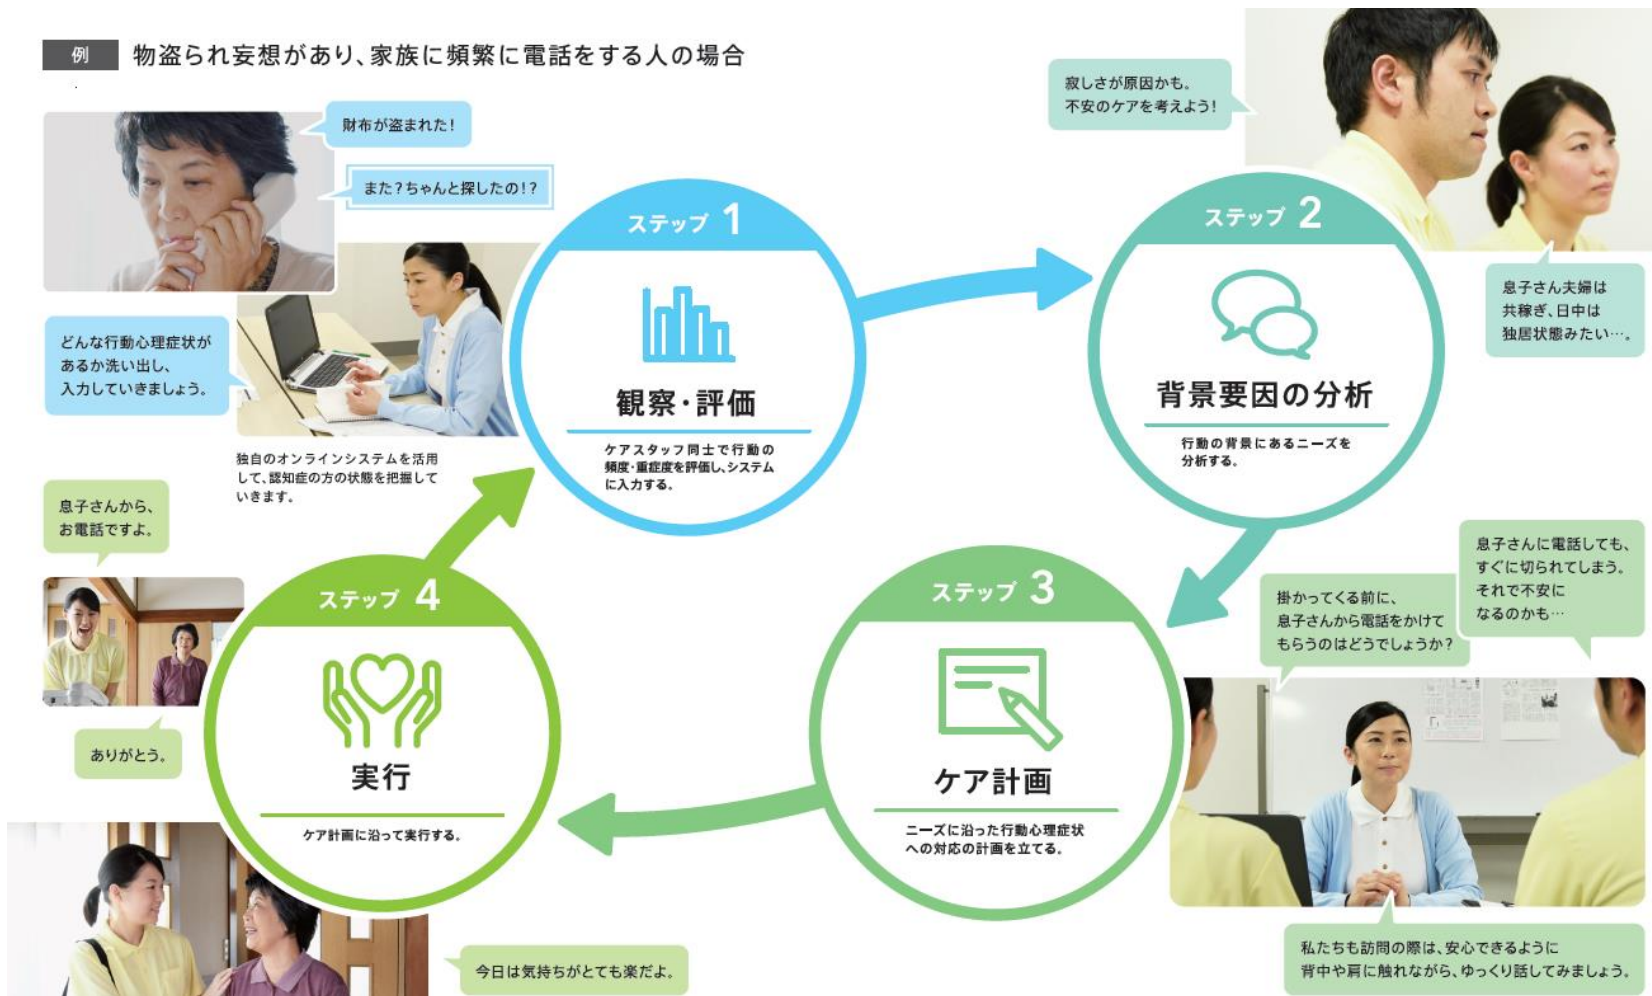 例
物盗られ妄想があり、家族に頻繁に電話をする人の場合
財布が盗まれた！
また？ちゃんと探したの！？
どんな行動心理症状が
あるか洗い出し、
入力していきましょう。
独自のオンラインシステムを活用
して、認知症の方の状態を把握して
いきます。
ステップ 1
観察・評価
ケアスタッフ同士で行動の
頻度・重症度を評価し、システム
に入力する。
寂しさが原因かも。
不安のケアを考えよう！
息子さん夫婦は
共稼ぎ、日中は
独居状態みたい…。
ステップ 2
背景要因の分析
行動の背景にあるニーズを
分析する。
息子さんに電話しても、
すぐに切られてしまう。
それで不安に
なるのかも…
掛かってくる前に、
息子さんから電話をかけて
もらうのはどうでしょうか？
ステップ 3
ケア計画
ニーズに沿った行動心理症状
への対応の計画を立てる。
私たちも訪問の際は、安心できるように
背中や肩に触れながら、ゆっくり話してみましょう。
ステップ 4
実行
ケア計画に沿って実行する。
息子さんから、
お電話ですよ。
ありがとう。
今日は気持ちがとても楽だよ。